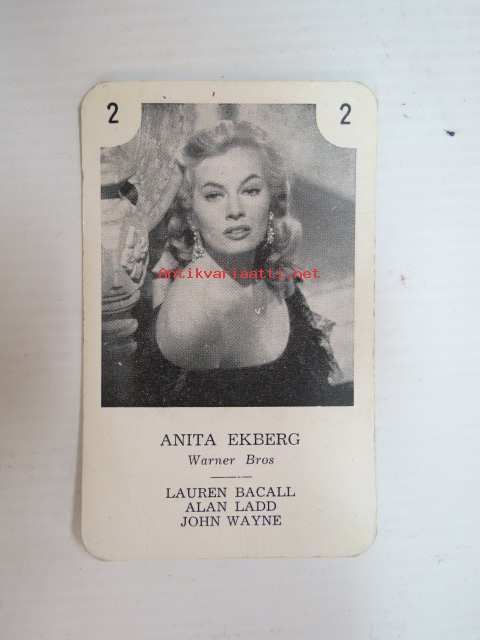 2 2
Antikvariaatti.net
ANITA EKBERG
Warner Bros
LAUREN BACALL
ALAN LADD
JOHN WAYNE